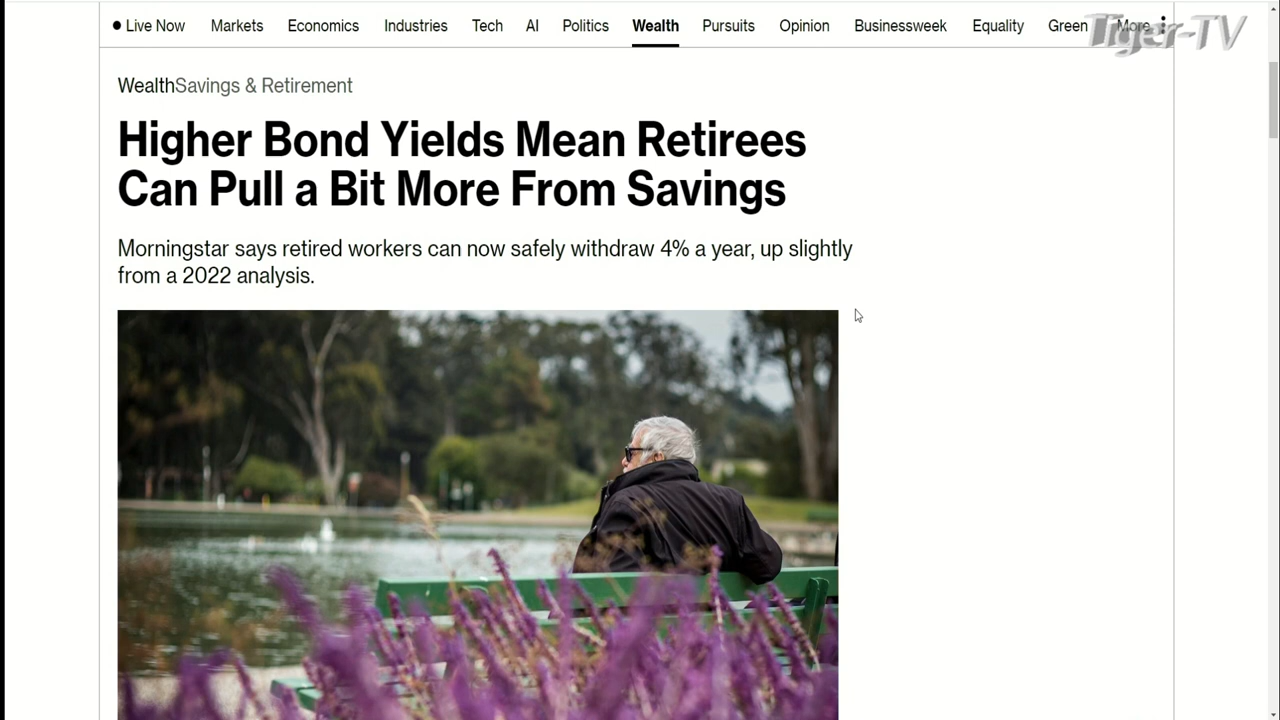 Live Now Markets Economics Industries Tech AI Politics Wealth Pursuits Opinion Businessweek Equality Green More
Tiger-TV
WealthSavings & Retirement
Higher Bond Yields Mean Retirees
Can Pull a Bit More From Savings
Morningstar says retired workers can now safely withdraw 4% a year, up slightly
from a 2022 analysis.